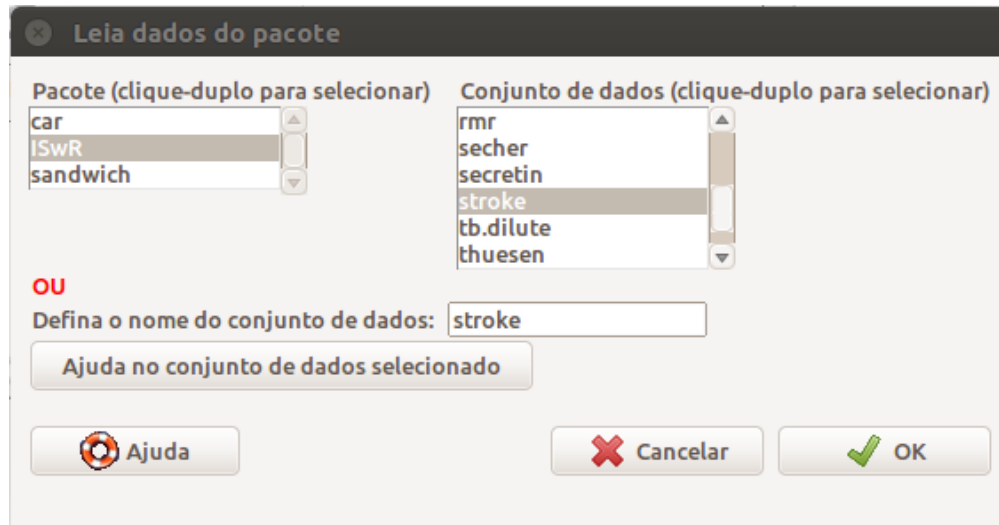 Leia dados do pacote
Pacote (clique-duplo para selecionar)
car
ISwR
sandwich
Conjunto de dados (clique-duplo para selecionar)
rmr
secher
secretin
stroke
tb.dilute
thuesen
OU
Defina o nome do conjunto de dados: stroke
Ajuda no conjunto de dados selecionado
Ajuda
Cancelar
OK